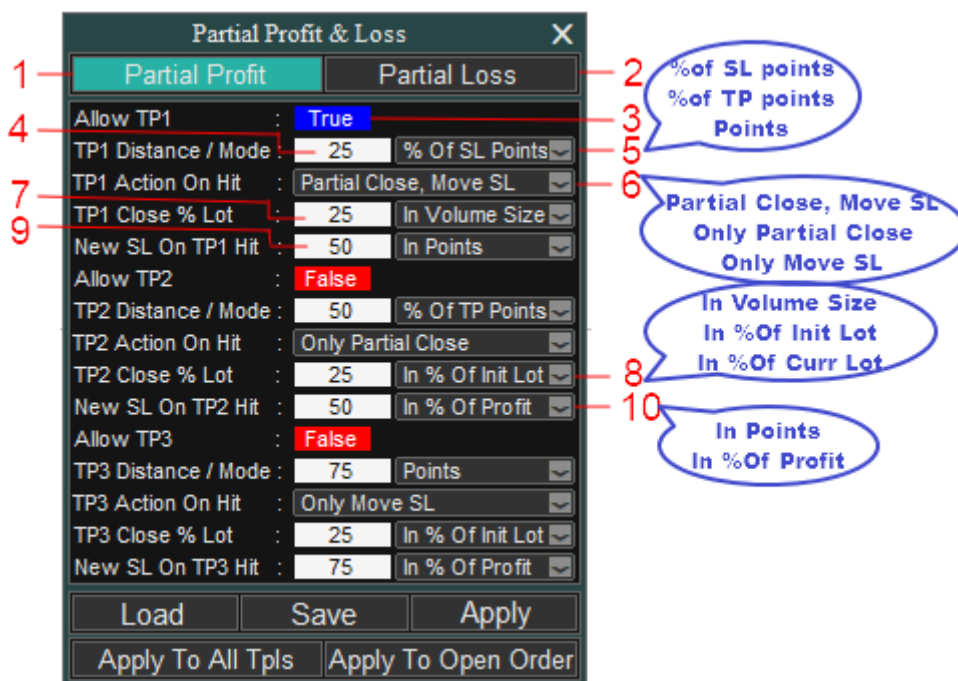 Partial Profit & Loss X
1 Partial Profit Partial Loss 2
%of SL points
%of TP points
Points
Allow TP1 : True 3
4 TP1 Distance / Mode : 25 % Of SL Points 5
TP1 Action On Hit : Partial Close, Move SL 6
Partial Close, Move SL
Only Partial Close
Only Move SL
7 TP1 Close % Lot : 25 In Volume Size
9 New SL On TP1 Hit : 50 In Points
Allow TP2 : False
TP2 Distance / Mode : 50 % Of TP Points
In Volume Size
In %Of Init Lot
In %Of Curr Lot
TP2 Action On Hit : Only Partial Close
TP2 Close % Lot : 25 In % Of Init Lot 8
New SL On TP2 Hit : 50 In % Of Profit 10
In Points
In %Of Profit
Allow TP3 : False
TP3 Distance / Mode : 75 Points
TP3 Action On Hit : Only Move SL
TP3 Close % Lot : 25 In % Of Init Lot
New SL On TP3 Hit : 75 In % Of Profit
Load Save Apply
Apply To All Tpls Apply To Open Order